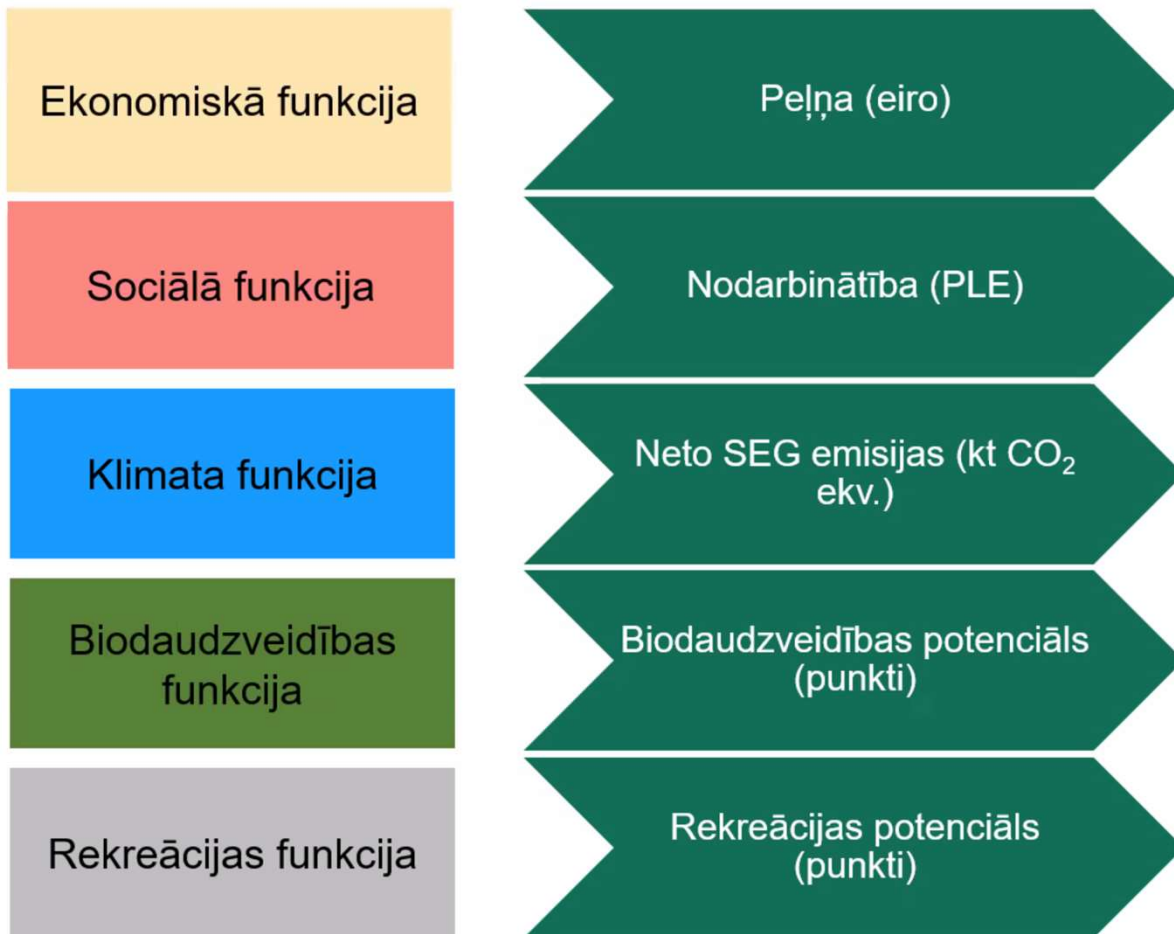 Ekonomiskā funkcija
Peļņa (eiro)
Sociālā funkcija
Nodarbinātība (PLE)
Klimata funkcija
Neto SEG emisijas (kt CO₂
ekv.)
Biodaudzveidības
funkcija
Biodaudzveidības potenciāls
(punkti)
Rekreācijas funkcija
Rekreācijas potenciāls
(punkti)